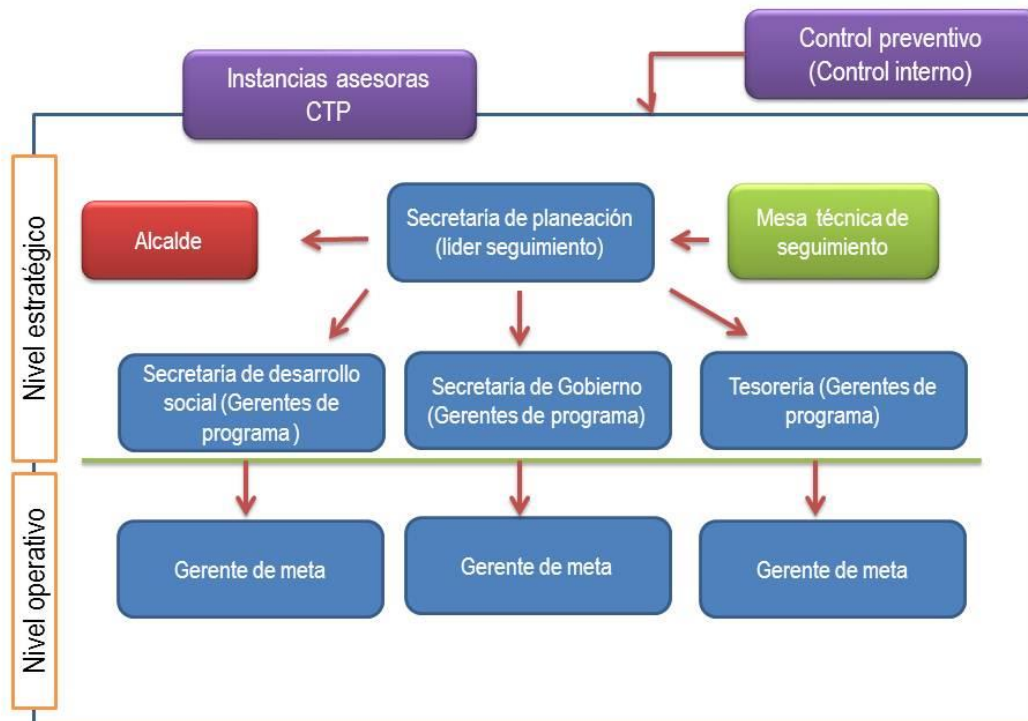 Control preventivo
(Control interno)
Instancias asesoras
CTP
Nivel estratégico
Alcalde
Secretaría de planeación
(líder seguimiento)
Mesa técnica de
seguimiento
Secretaría de desarrollo
social (Gerentes de
programa )
Secretaría de Gobierno
(Gerentes de programa)
Tesorería (Gerentes de
programa)
Nivel operativo
Gerente de meta
Gerente de meta
Gerente de meta